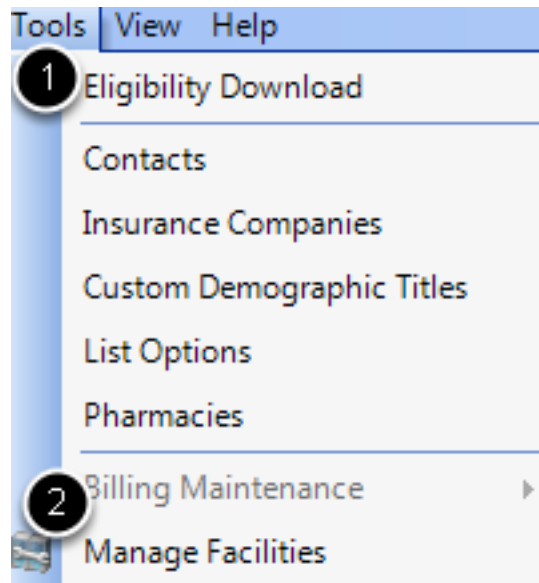 Tools View Help
1
Eligibility Download
Contacts
Insurance Companies
Custom Demographic Titles
List Options
Pharmacies
2 Billing Maintenance
Manage Facilities